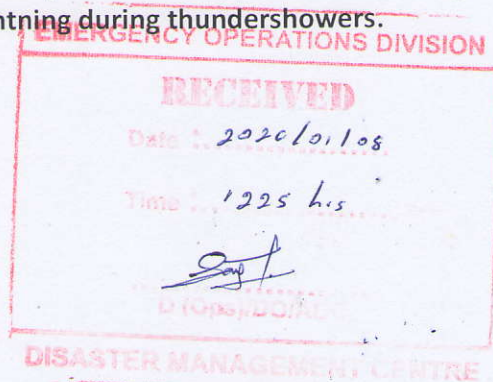 ntning during thundershowers.
EMERGENCY OPERATIONS DIVISION
RECEIVED
Date : 2020/01/08
Time : 1225 hrs
D (Ops)/DO/
DISASTER MANAGEMENT CENTRE